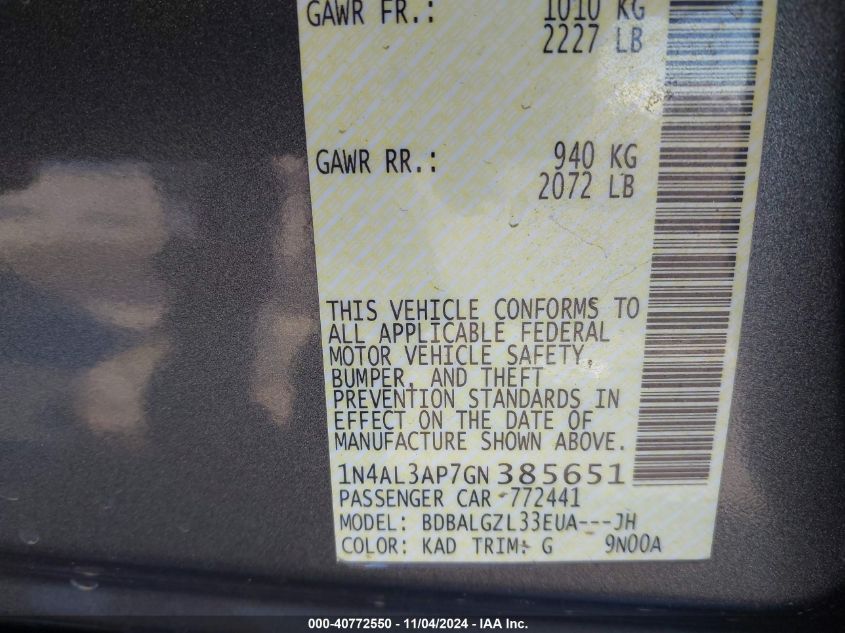 GAWR FR.: 1010 KG
2227 LB
GAWR RR.: 940 KG
2072 LB
THIS VEHICLE CONFORMS TO
ALL APPLICABLE FEDERAL
MOTOR VEHICLE SAFETY,
BUMPER, AND THEFT
PREVENTION STANDARDS IN
EFFECT ON THE DATE OF
MANUFACTURE SHOWN ABOVE.
1N4AL3AP7GN385651
PASSENGER CAR 772441
MODEL: BDBALGZL33EUA---JH
COLOR: KAD TRIM: G 9N00A
000-40772550 - 11/04/2024 - IAA Inc.